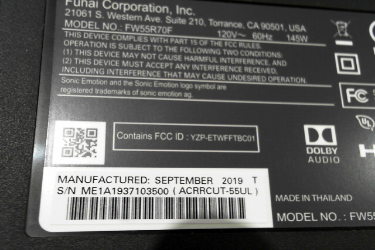 Funai Corporation, Inc.
21061 S. Western Ave. Suite 210, Torrance, CA 90501, USA
MODEL NO.: FW55R70F 120V~ 60Hz 145W
THIS DEVICE COMPLIES WITH PART 15 OF THE FCC RULES.
OPERATION IS SUBJECT TO THE FOLLOWING TWO CONDITIONS:
(1) THIS DEVICE MAY NOT CAUSE HARMFUL INTERFERENCE, AND
(2) THIS DEVICE MUST ACCEPT ANY INTERFERENCE RECEIVED,
INCLUDING INTERFERENCE THAT MAY CAUSE UNDESIRED OPERATION.
Sonic Emotion and the Sonic Emotion logo symbol are
registered trademarks of sonic emotion ag.
FC
UL
Contains FCC ID : YZP-ETWFFTBC01
DOLBY
AUDIO
H
MANUFACTURED: SEPTEMBER 2019 T
S/N ME1A1937103500 (ACRRCUT-55UL)
MADE IN THAILAND
MODEL NO.: FW55